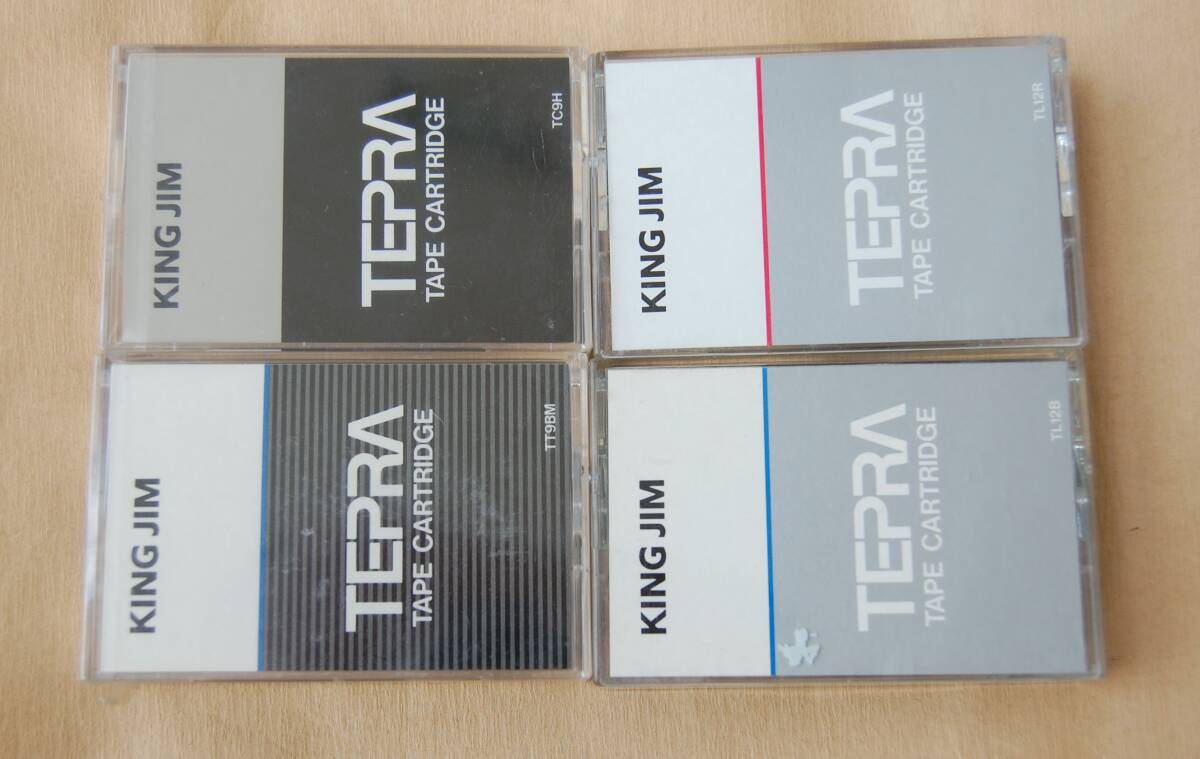 KING JIM
TEPRA
TAPE CARTRIDGE
TC9H
KING JIM
TEPRA
TAPE CARTRIDGE
TL12R
KING JIM
TEPRA
TAPE CARTRIDGE
TT9BM
KING JIM
TEPRA
TAPE CARTRIDGE
TL12B